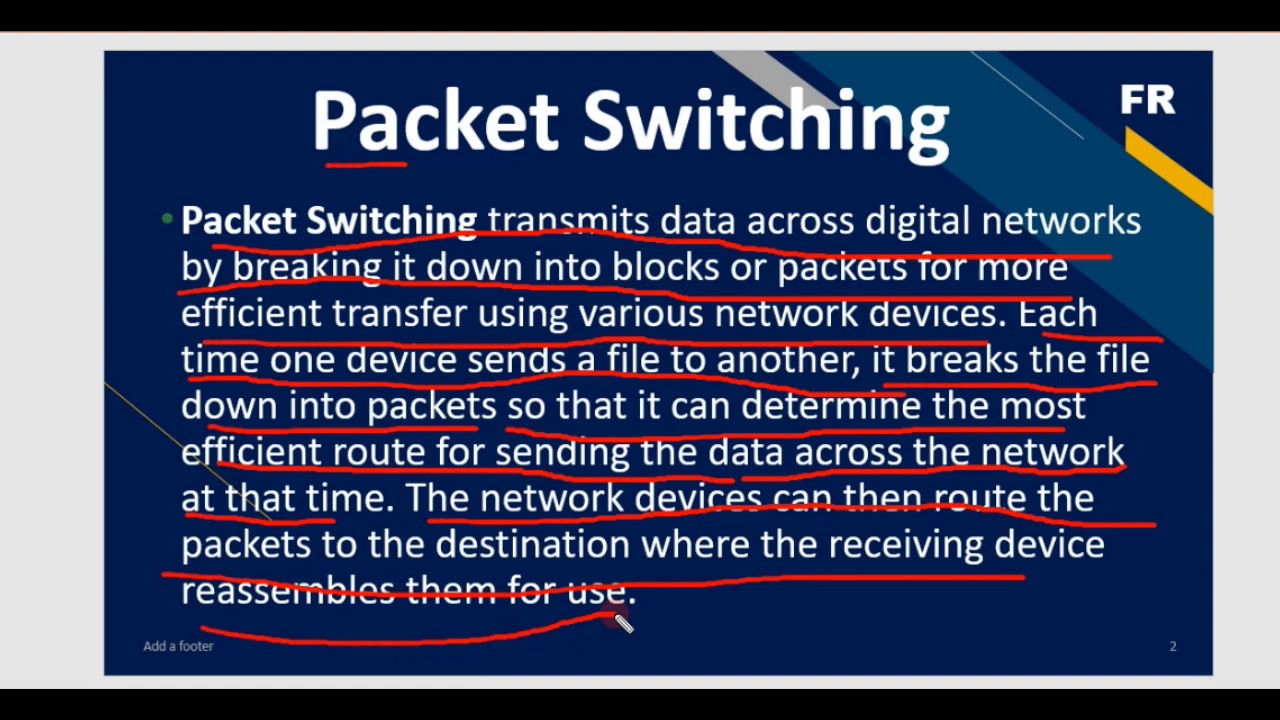 FR
Packet Switching
• Packet Switching transmits data across digital networks
by breaking it down into blocks or packets for more
efficient transfer using various network devices. Each
time one device sends a file to another, it breaks the file
down into packets so that it can determine the most
efficient route for sending the data across the network
at that time. The network devices can then route the
packets to the destination where the receiving device
reassembles them for use.
Add a footer
2